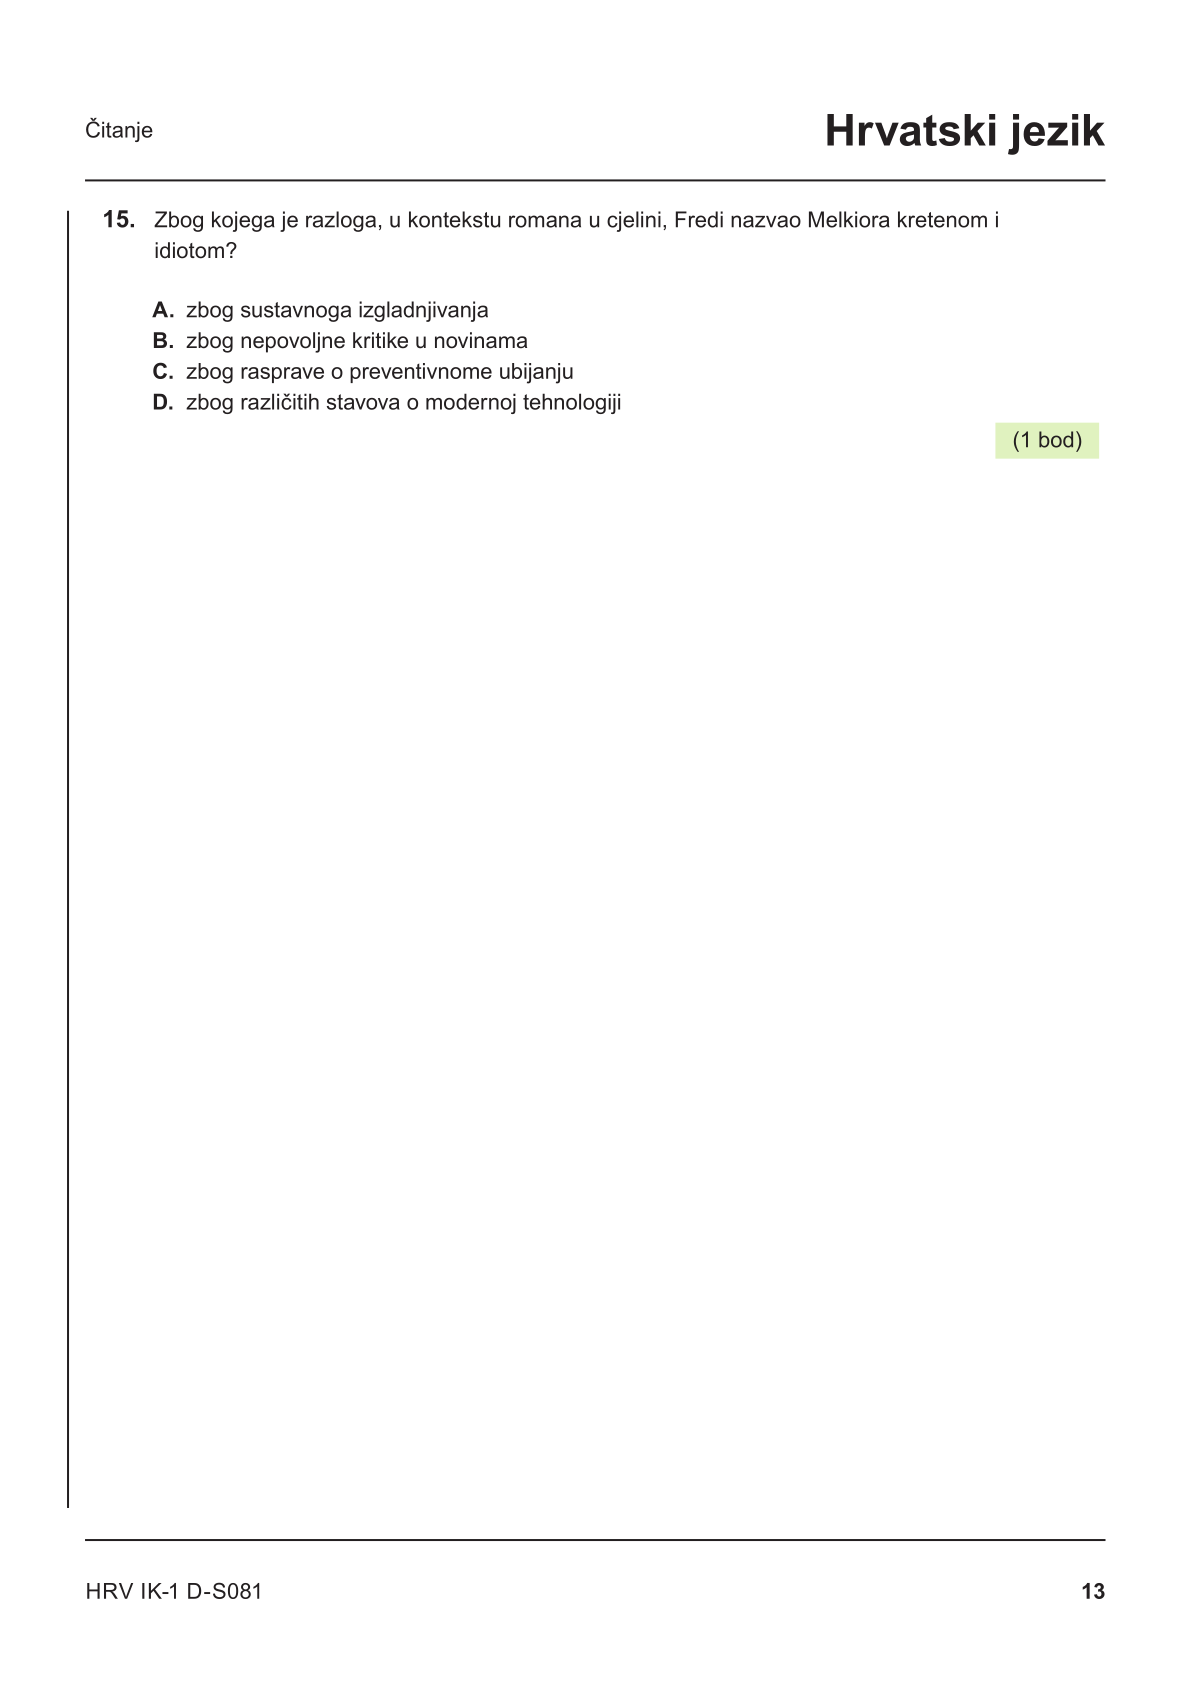 Čitanje
Hrvatski jezik
15. Zbog kojega je razloga, u kontekstu romana u cjelini, Fredi nazvao Melkiora kretenom i
idiotom?
A. zbog sustavnoga izgladnjivanja
B. zbog nepovoljne kritike u novinama
C. zbog rasprave o preventivnome ubijanju
D. zbog različitih stavova o modernoj tehnologiji
(1 bod)
HRV IK-1 D-S081
13